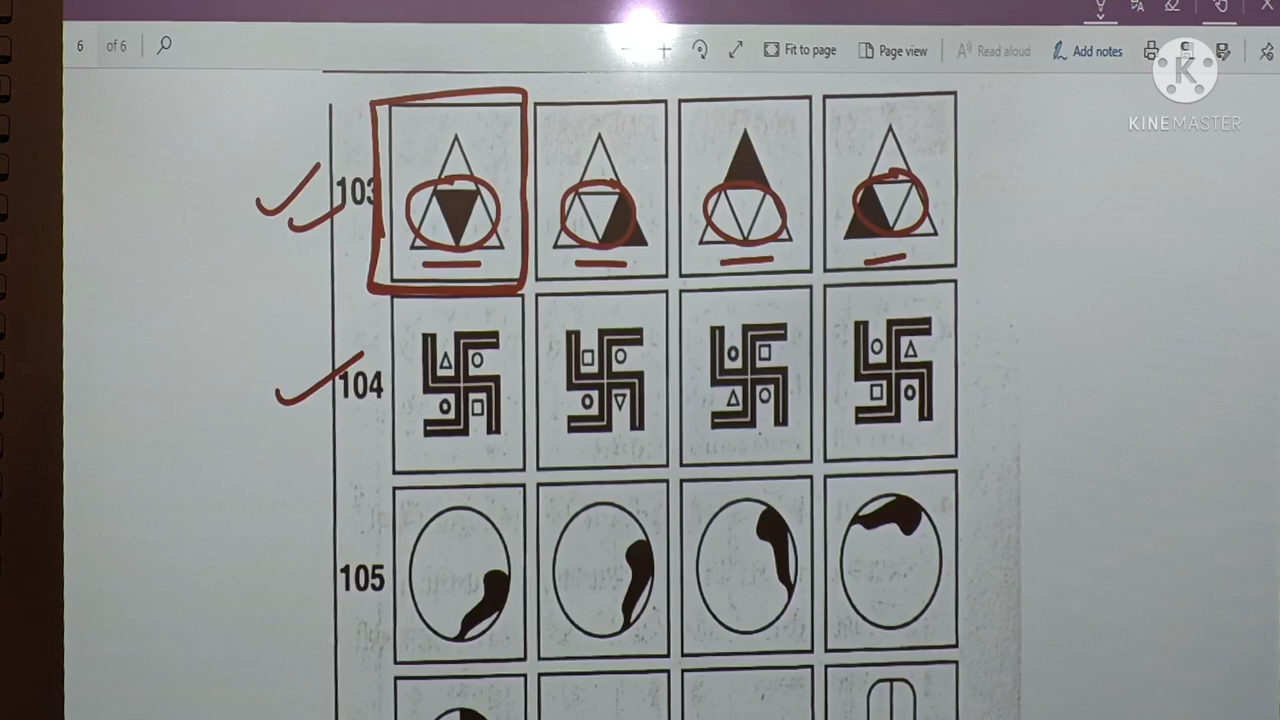 6 of 6 Fit to page Page view Read aloud Add notes
K
KINEMASTER
103
104
105